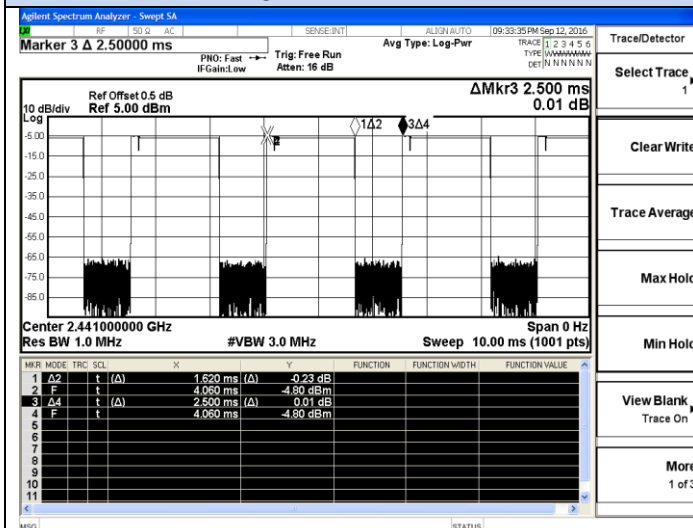 Agilent Spectrum Analyzer - Swept SA
RF 50 Ω AC SENSE:INT ALIGN AUTO 09:33:35 PM Sep 12, 2016
Marker 3 Δ 2.50000 ms
PNO: Fast
IFGain:Low
Trig: Free Run
Atten: 16 dB
Avg Type: Log-Pwr
TRACE 1 2 3 4 5 6
TYPE WWWWWW
DET N N N N N N
Trace/Detector
Select Trace
1
Clear Write
Trace Average
Max Hold
Min Hold
View Blank
Trace On
More
1 of 3
ΔMkr3 2.500 ms
0.01 dB
Ref Offset 0.5 dB
10 dB/div Ref 5.00 dBm
Log
1Δ2
3Δ4
-5.00
-15.0
-25.0
-35.0
-45.0
-55.0
-65.0
-75.0
-85.0
Center 2.441000000 GHz Span 0 Hz
Res BW 1.0 MHz #VBW 3.0 MHz Sweep 10.00 ms (1001 pts)
MKR MODE TRC SCL X Y FUNCTION FUNCTION WIDTH FUNCTION VALUE
1 Δ2 t (Δ) 1.620 ms (Δ) -0.23 dB
2 F t 4.060 ms -4.80 dBm
3 Δ4 t (Δ) 2.500 ms (Δ) 0.01 dB
4 F t 4.060 ms -4.80 dBm
5
6
7
8
9
10
11
MSG STATUS